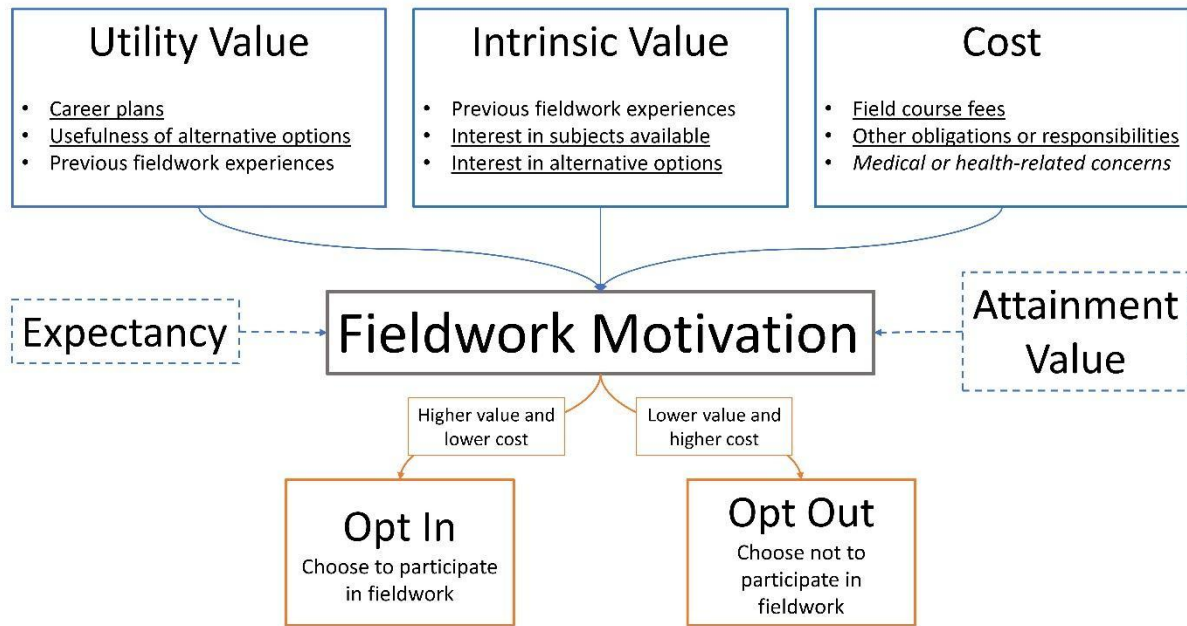 Utility Value
• Career plans
• Usefulness of alternative options
• Previous fieldwork experiences
Intrinsic Value
• Previous fieldwork experiences
• Interest in subjects available
• Interest in alternative options
Cost
• Field course fees
• Other obligations or responsibilities
• Medical or health-related concerns
Expectancy
Fieldwork Motivation
Attainment
Value
Higher value and
lower cost
Lower value and
higher cost
Opt In
Choose to participate
in fieldwork
Opt Out
Choose not to
participate in
fieldwork